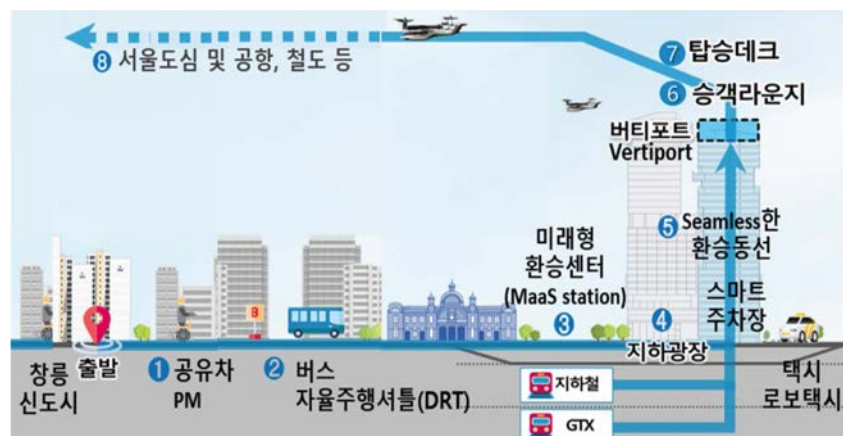 ⑧ 서울도심 및 공항, 철도 등
⑦ 탑승데크
⑥ 승객라운지
버티포트
Vertiport
⑤ Seamless한
환승동선
미래형
환승센터
(MaaS station)
③
④
지하광장
스마트
주차장
B
창릉
신도시
출발
① 공유차
PM
② 버스
자율주행셔틀(DRT)
지하철
GTX
택시
로보택시